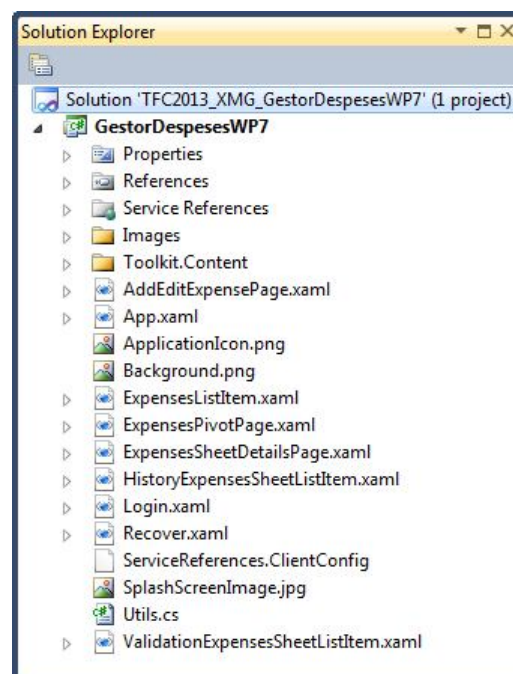 Solution Explorer
Solution 'TFC2013_XMG_GestorDespesesWP7' (1 project)
GestorDespesesWP7
Properties
References
Service References
Images
Toolkit.Content
AddEditExpensePage.xaml
App.xaml
ApplicationIcon.png
Background.png
ExpensesListItem.xaml
ExpensesPivotPage.xaml
ExpensesSheetDetailsPage.xaml
HistoryExpensesSheetListItem.xaml
Login.xaml
Recover.xaml
ServiceReferences.ClientConfig
SplashScreenImage.jpg
Utils.cs
ValidationExpensesSheetListItem.xaml